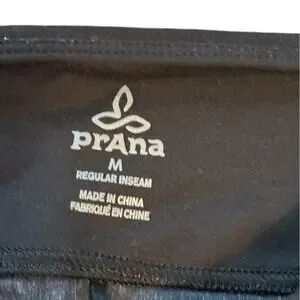 prAna
M
REGULAR INSEAM
MADE IN CHINA
FABRIQUÉ EN CHINE